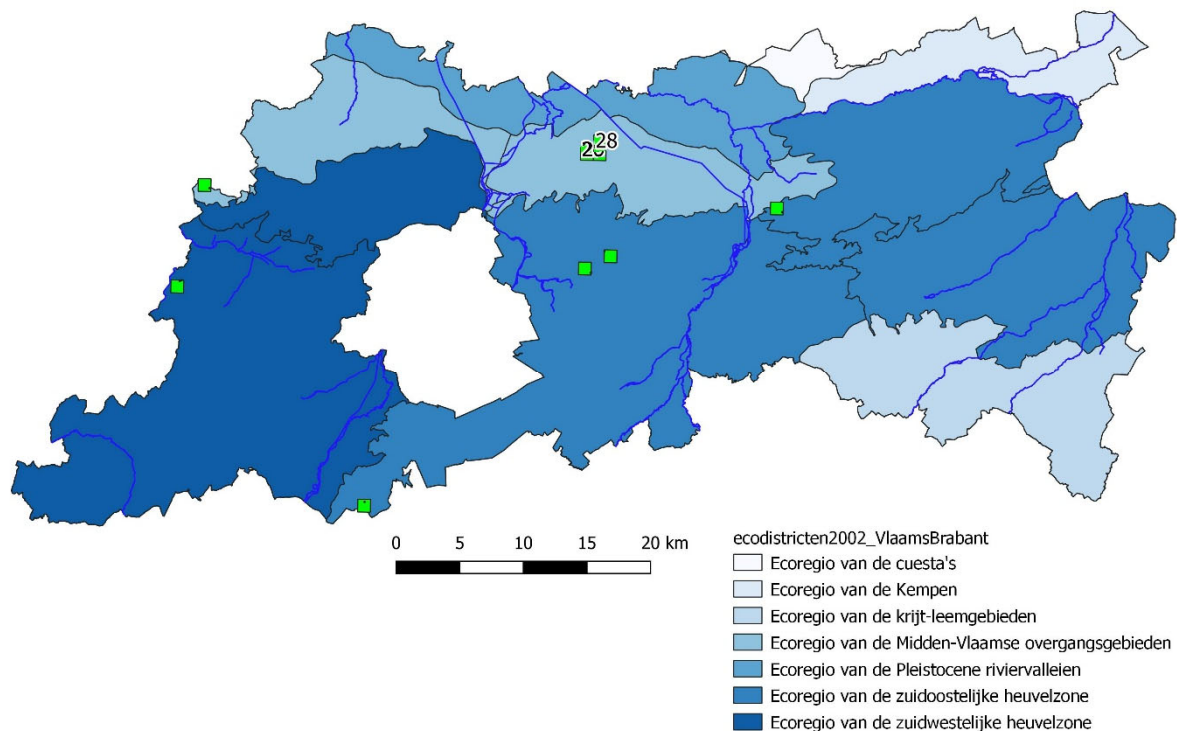 28
0 5 10 15 20 km
ecodistricten2002_VlaamsBrabant
Ecoregio van de cuesta's
Ecoregio van de Kempen
Ecoregio van de krijt-leemgebieden
Ecoregio van de Midden-Vlaamse overgangsgebieden
Ecoregio van de Pleistocene riviervalleien
Ecoregio van de zuidoostelijke heuvelzone
Ecoregio van de zuidwestelijke heuvelzone